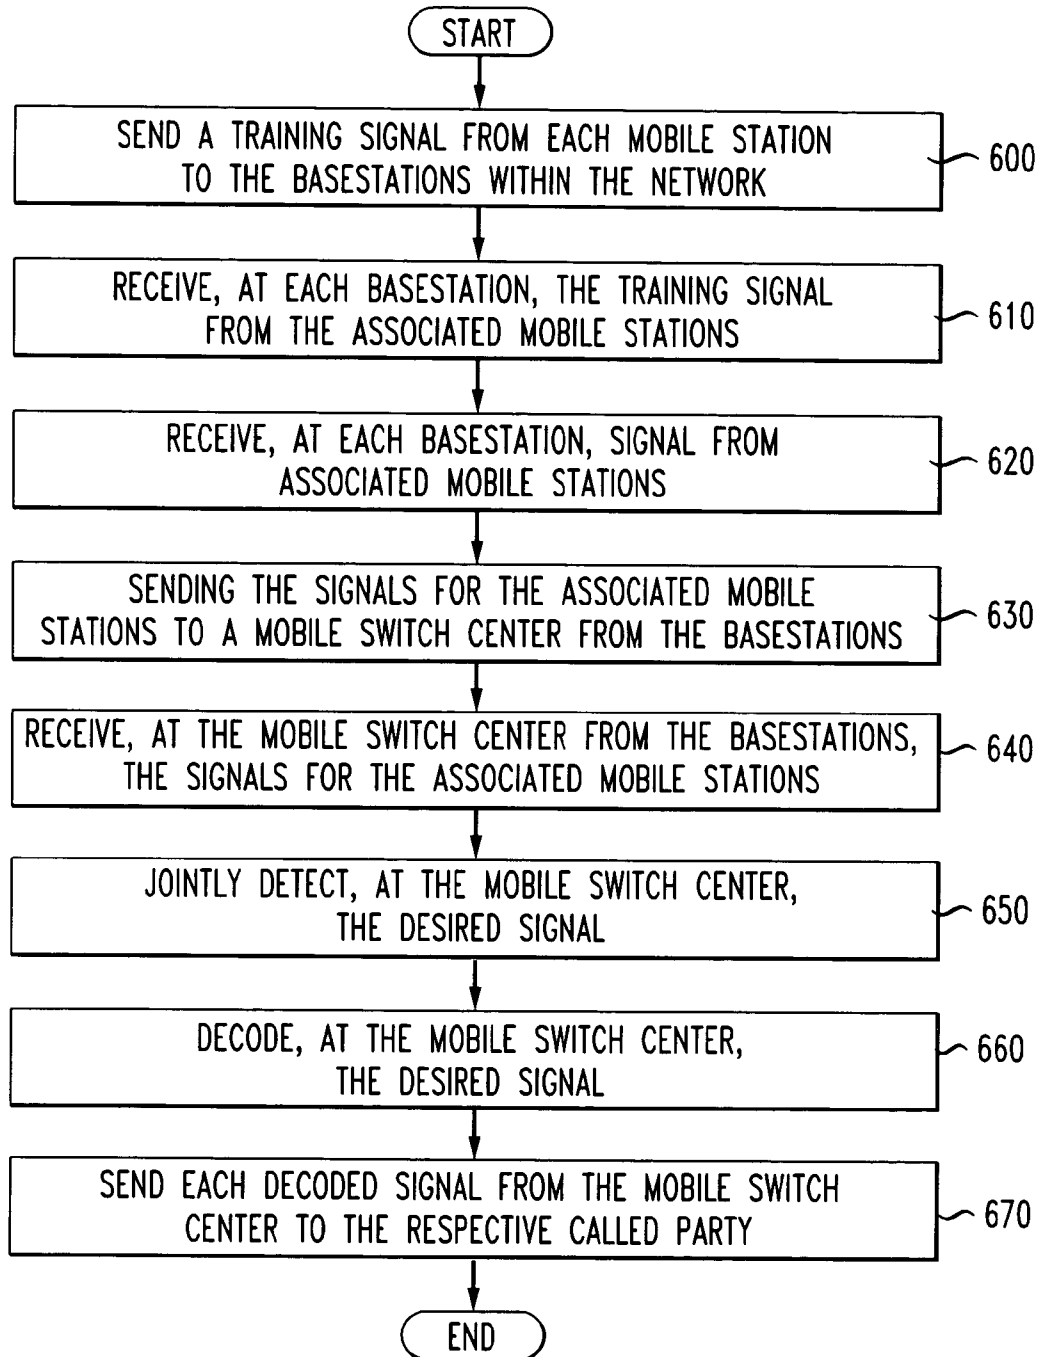 START
SEND A TRAINING SIGNAL FROM EACH MOBILE STATION
TO THE BASESTATIONS WITHIN THE NETWORK
600
RECEIVE, AT EACH BASESTATION, THE TRAINING SIGNAL
FROM THE ASSOCIATED MOBILE STATIONS
610
RECEIVE, AT EACH BASESTATION, SIGNAL FROM
ASSOCIATED MOBILE STATIONS
620
SENDING THE SIGNALS FOR THE ASSOCIATED MOBILE
STATIONS TO A MOBILE SWITCH CENTER FROM THE BASESTATIONS
630
RECEIVE, AT THE MOBILE SWITCH CENTER FROM THE BASESTATIONS,
THE SIGNALS FOR THE ASSOCIATED MOBILE STATIONS
640
JOINTLY DETECT, AT THE MOBILE SWITCH CENTER,
THE DESIRED SIGNAL
650
DECODE, AT THE MOBILE SWITCH CENTER,
THE DESIRED SIGNAL
660
SEND EACH DECODED SIGNAL FROM THE MOBILE SWITCH
CENTER TO THE RESPECTIVE CALLED PARTY
670
END